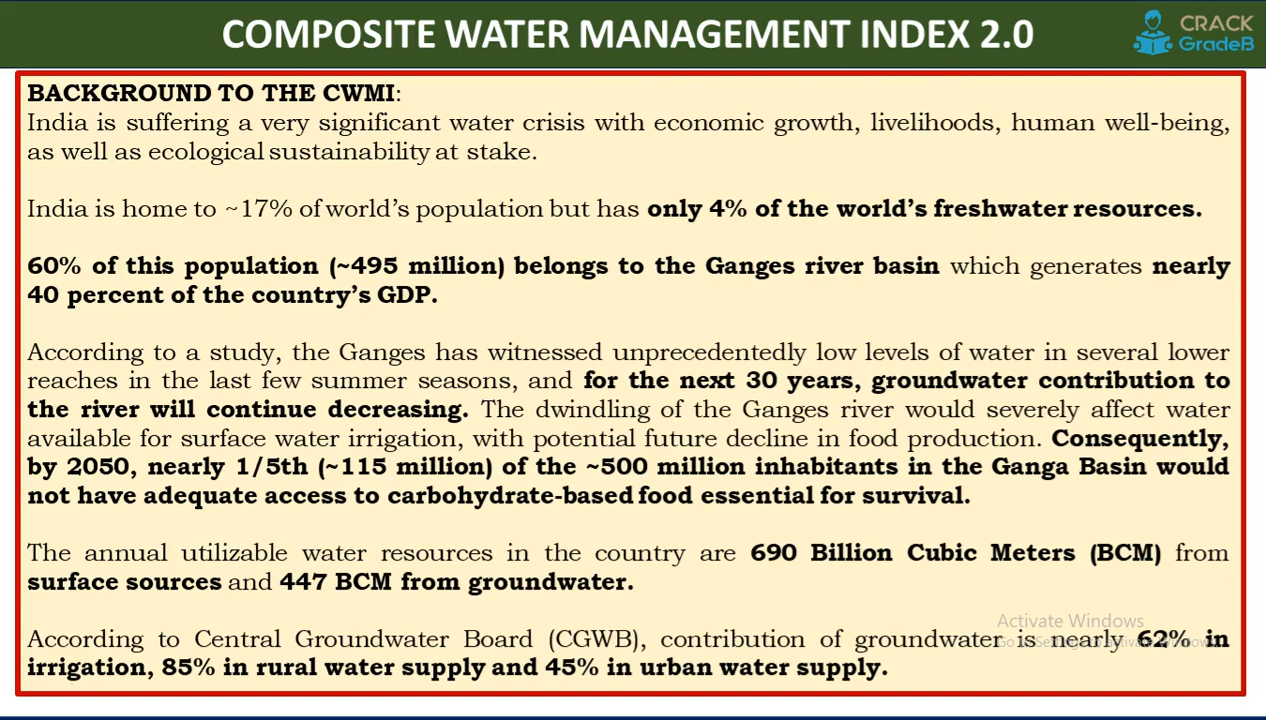 COMPOSITE WATER MANAGEMENT INDEX 2.0
CRACK
GradeB
BACKGROUND TO THE CWMI:
India is suffering a very significant water crisis with economic growth, livelihoods, human well-being,
as well as ecological sustainability at stake.
India is home to ~17% of world's population but has only 4% of the world's freshwater resources.
60% of this population (~495 million) belongs to the Ganges river basin which generates nearly
40 percent of the country's GDP.
According to a study, the Ganges has witnessed unprecedentedly low levels of water in several lower
reaches in the last few summer seasons, and for the next 30 years, groundwater contribution to
the river will continue decreasing. The dwindling of the Ganges river would severely affect water
available for surface water irrigation, with potential future decline in food production. Consequently,
by 2050, nearly 1/5th (~115 million) of the ~500 million inhabitants in the Ganga Basin would
not have adequate access to carbohydrate-based food essential for survival.
The annual utilizable water resources in the country are 690 Billion Cubic Meters (BCM) from
surface sources and 447 BCM from groundwater.
Activate Windows
According to Central Groundwater Board (CGWB), contribution of groundwater is nearly 62% in
irrigation, 85% in rural water supply and 45% in urban water supply.